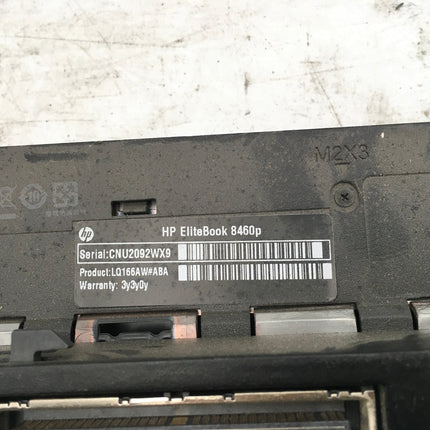 M2X3
hp
HP EliteBook 8460p
Serial:CNU2092WX9
Product:LQ166AW#ABA
Warranty: 3y3y0y